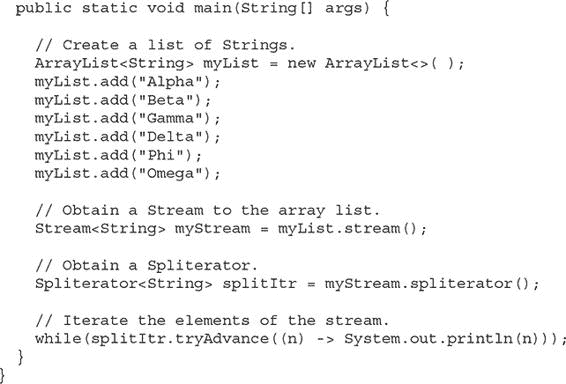 public static void main(String[] args) {
// Create a list of Strings.
ArrayList<String> myList = new ArrayList<>( );
myList.add("Alpha");
myList.add("Beta");
myList.add("Gamma");
myList.add("Delta");
myList.add("Phi");
myList.add("Omega");
// Obtain a Stream to the array list.
Stream<String> myStream = myList.stream();
// Obtain a Spliterator.
Spliterator<String> splitItr = myStream.spliterator();
// Iterate the elements of the stream.
while(splitItr.tryAdvance((n) -> System.out.println(n)));
}
}